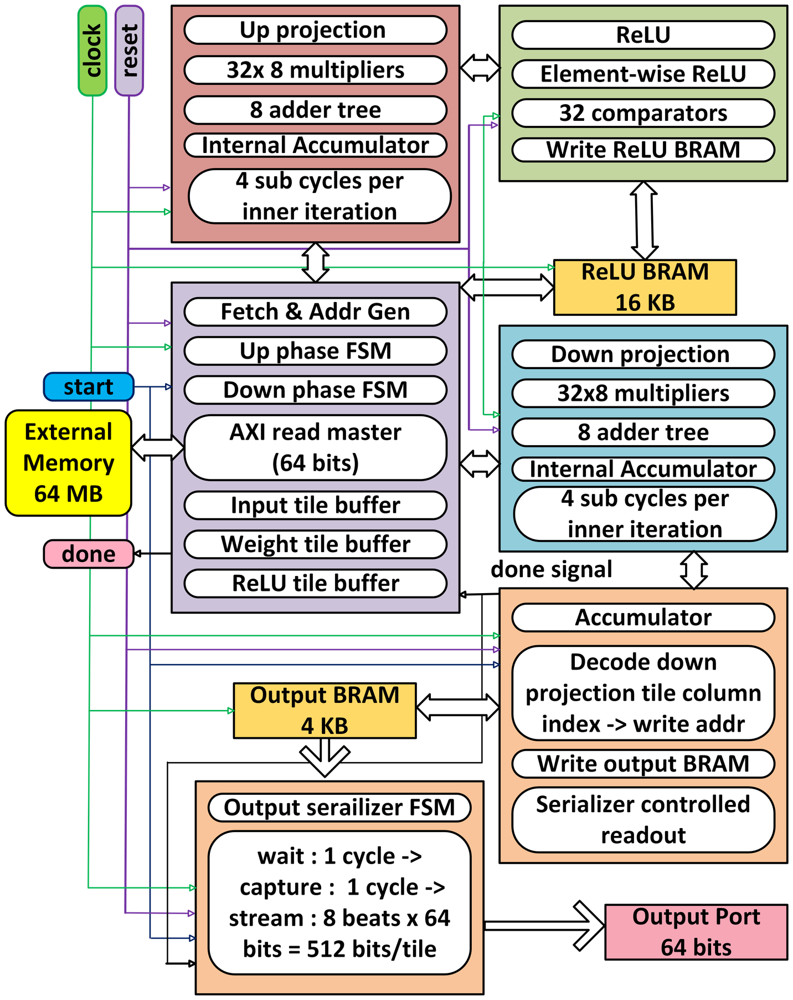 clock
reset
Up projection
32x 8 multipliers
8 adder tree
Internal Accumulator
4 sub cycles per
inner iteration
ReLU
Element-wise ReLU
32 comparators
Write ReLU BRAM
ReLU BRAM
16 KB
Fetch & Addr Gen
Up phase FSM
Down phase FSM
AXI read master
(64 bits)
Input tile buffer
Weight tile buffer
ReLU tile buffer
start
External
Memory
64 MB
done
Down projection
32x8 multipliers
8 adder tree
Internal Accumulator
4 sub cycles per
inner iteration
done signal
Accumulator
Decode down
projection tile column
index -> write addr
Write output BRAM
Serializer controlled
readout
Output BRAM
4 KB
Output serailizer FSM
wait : 1 cycle ->
capture :  1 cycle ->
stream : 8 beats x 64
bits = 512 bits/tile
Output Port
64 bits